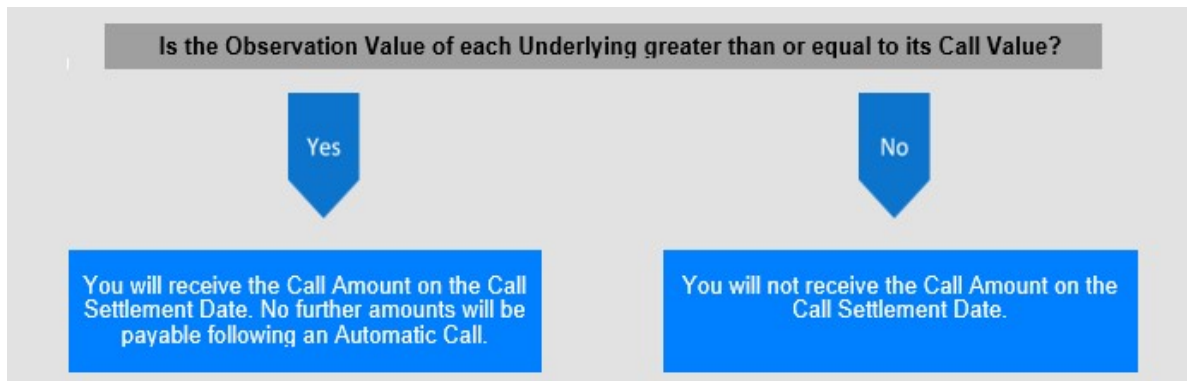 Is the Observation Value of each Underlying greater than or equal to its Call Value?
Yes
No
You will receive the Call Amount on the Call
Settlement Date. No further amounts will be
payable following an Automatic Call.
You will not receive the Call Amount on the
Call Settlement Date.